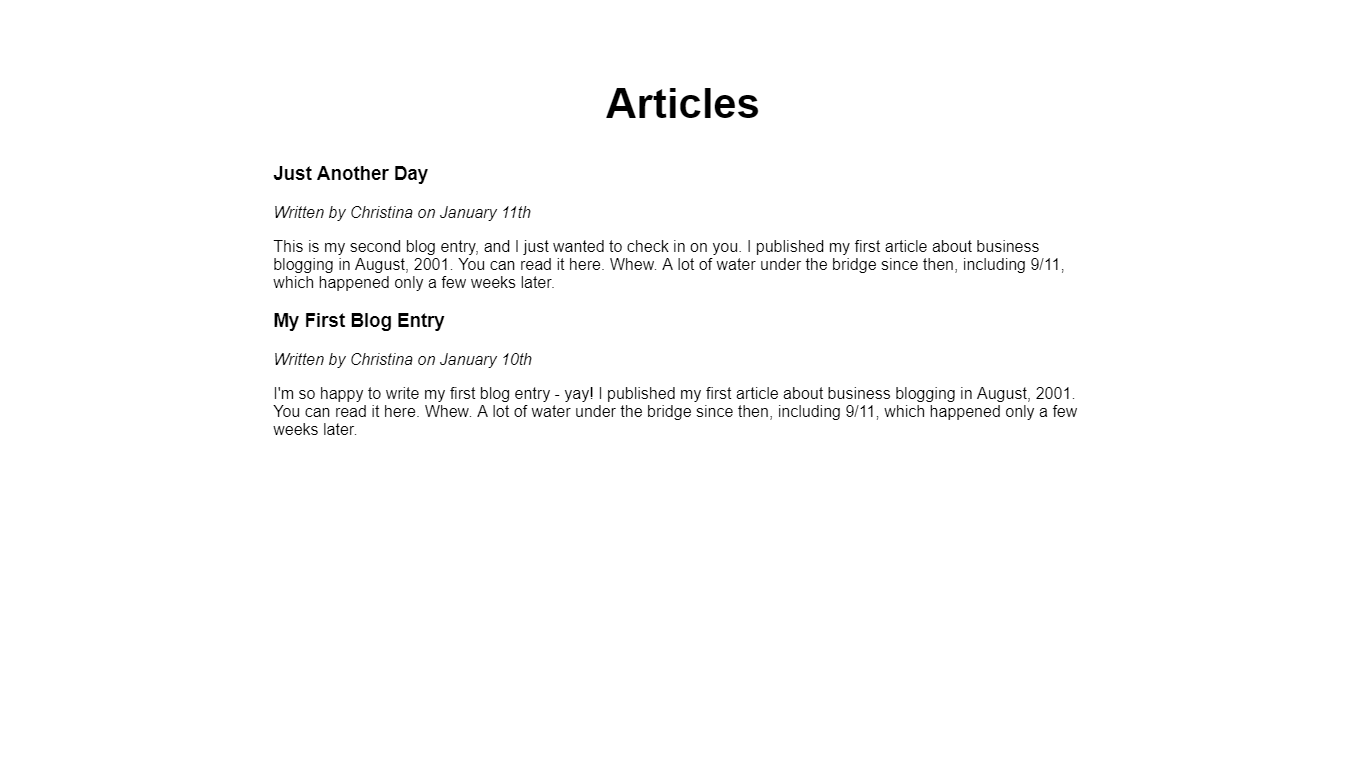 Articles
Just Another Day
Written by Christina on January 11th
This is my second blog entry, and I just wanted to check in on you. I published my first article about business
blogging in August, 2001. You can read it here. Whew. A lot of water under the bridge since then, including 9/11,
which happened only a few weeks later.
My First Blog Entry
Written by Christina on January 10th
I'm so happy to write my first blog entry - yay! I published my first article about business blogging in August, 2001.
You can read it here. Whew. A lot of water under the bridge since then, including 9/11, which happened only a few
weeks later.